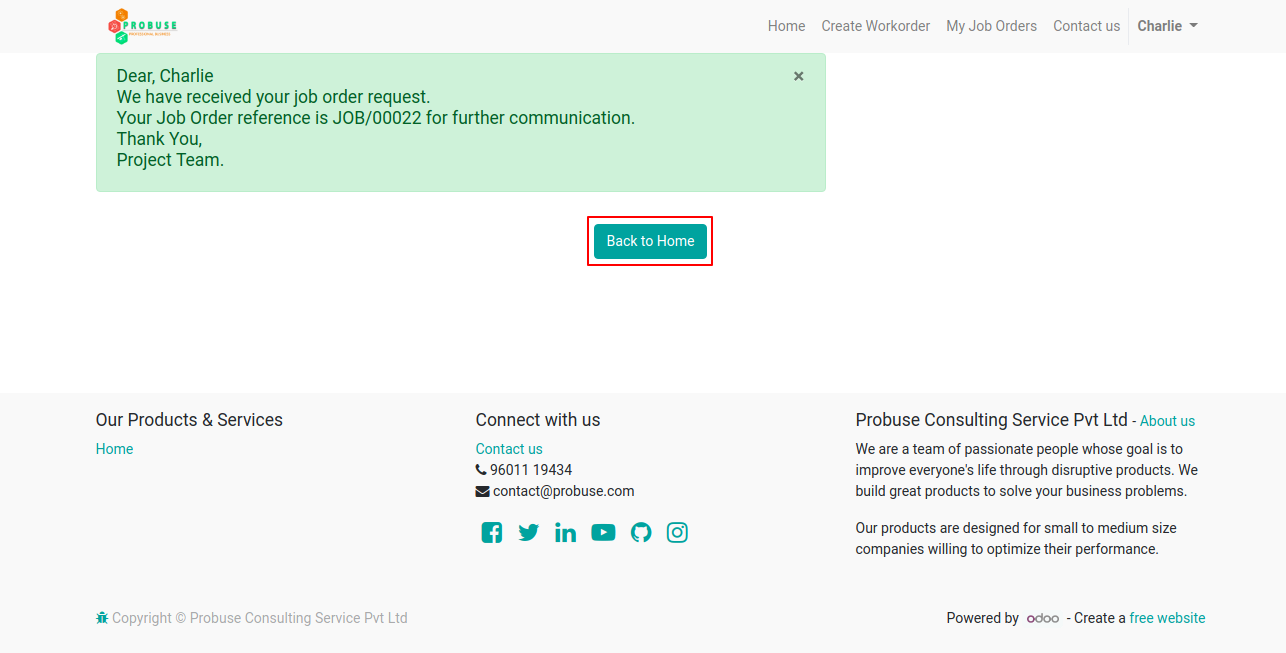 PROBUSE
Home
Create Workorder
My Job Orders
Contact us
Charlie
Dear, Charlie
×
We have received your job order request.
Your Job Order reference is JOB/00022 for further communication.
Thank You,
Project Team.
Back to Home
Our Products & Services
Home
Connect with us
Contact us
96011 19434
contact@probuse.com
Probuse Consulting Service Pvt Ltd - About us
We are a team of passionate people whose goal is to
improve everyone's life through disruptive products. We
build great products to solve your business problems.
Our products are designed for small to medium size
companies willing to optimize their performance.
Copyright © Probuse Consulting Service Pvt Ltd
Powered by odoo - Create a free website